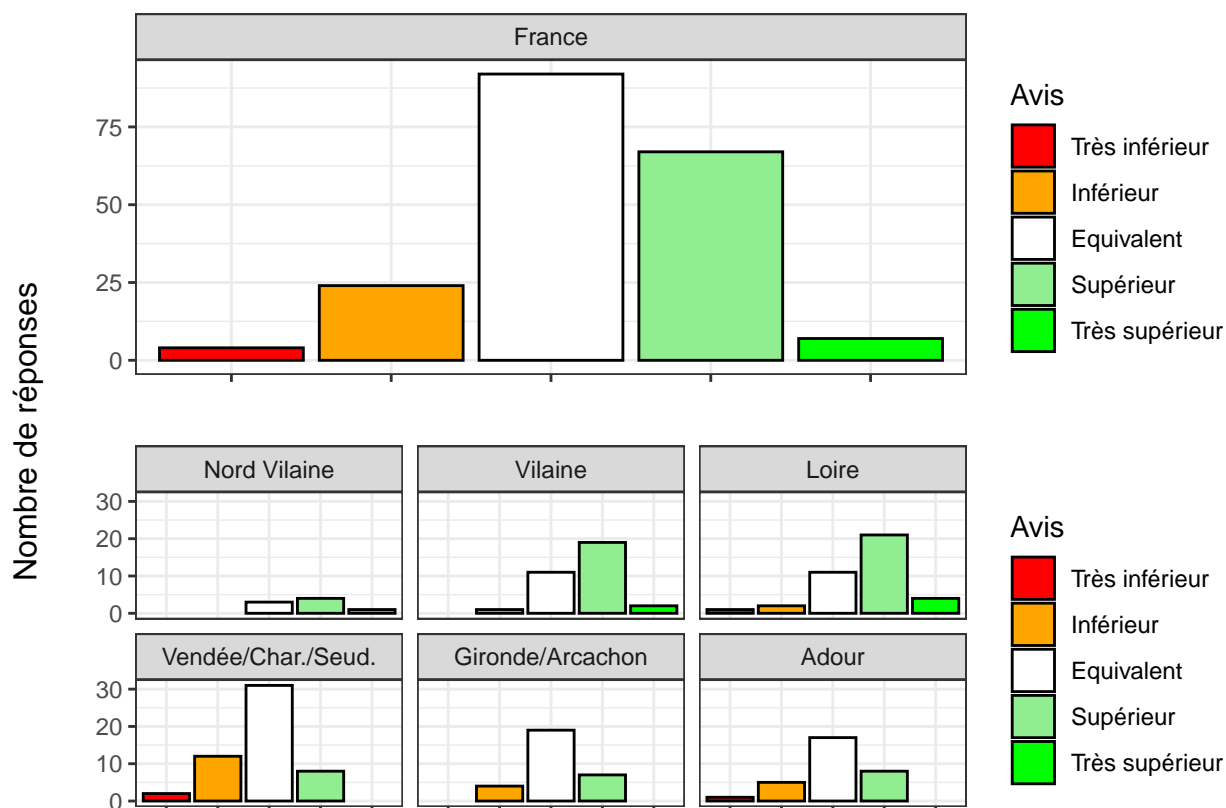 France
75
50
25
0
Nombre de réponses
Avis
Très inférieur
Inférieur
Equivalent
Supérieur
Très supérieur
Nord Vilaine
Vilaine
Loire
30
20
10
0
Vendée/Char./Seud.
Gironde/Arcachon
Adour
30
20
10
0
Avis
Très inférieur
Inférieur
Equivalent
Supérieur
Très supérieur